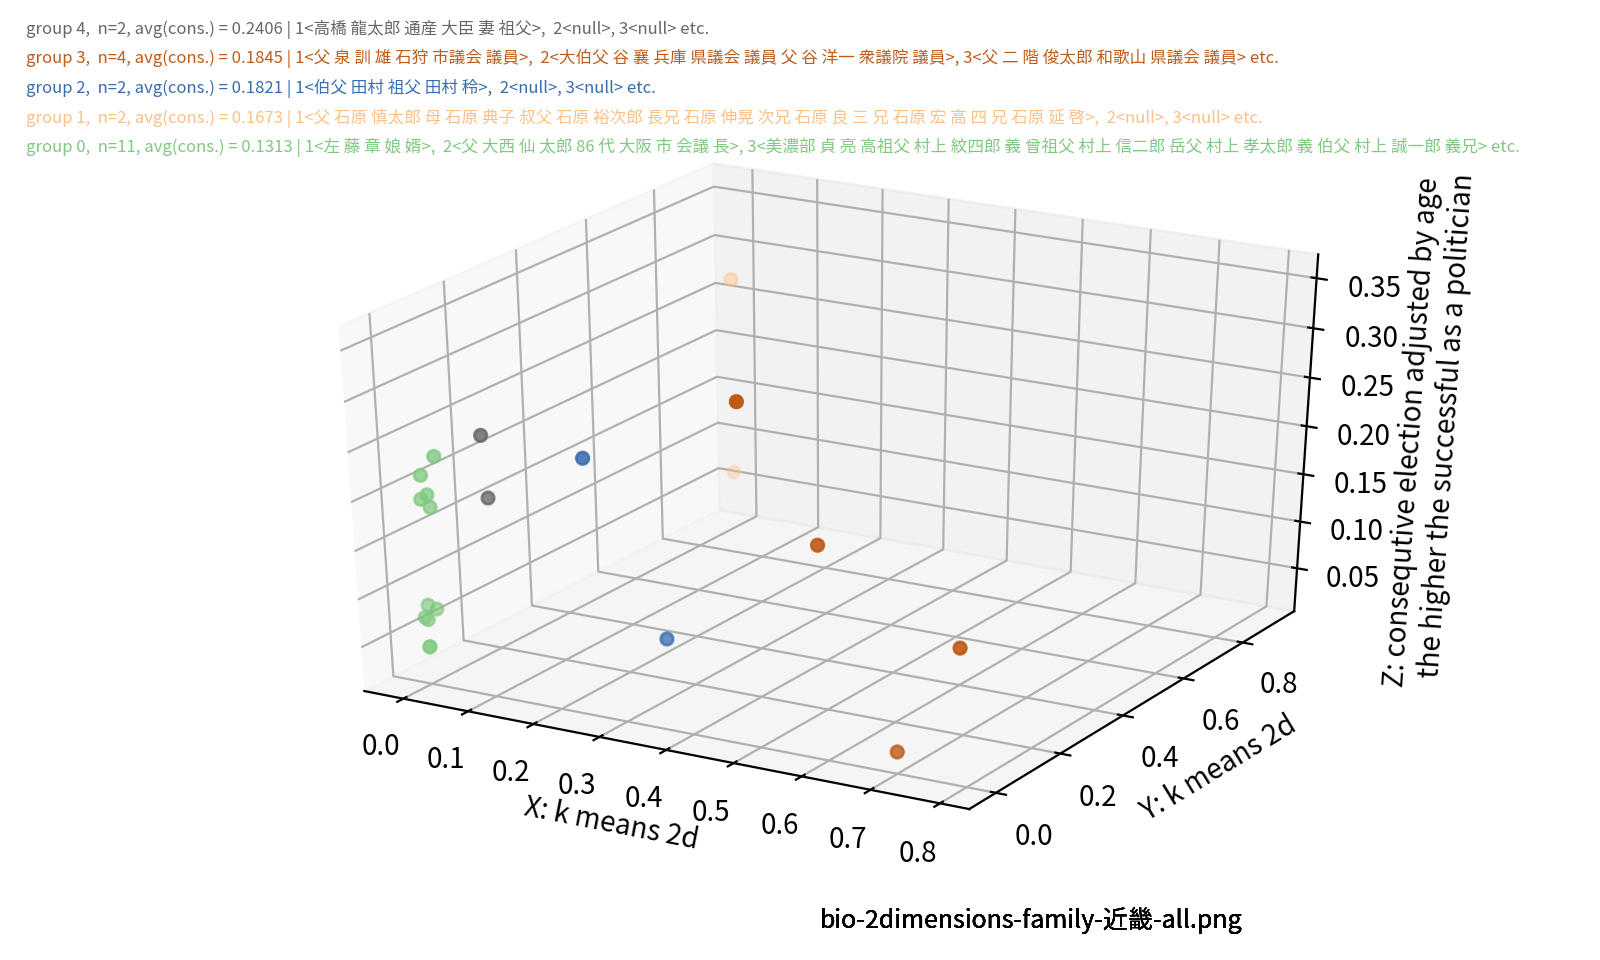 group 4,  n=2, avg(cons.) = 0.2406 | 1<高橋 龍太郎 通産 大臣 妻 祖父>,  2<null>, 3<null> etc.
group 3,  n=4, avg(cons.) = 0.1845 | 1<父 泉 訓 雄 石狩 市議会 議員>,  2<大伯父 谷 襄 兵庫 県議会 議員 父 谷 洋一 衆議院 議員>, 3<父 二 階 俊太郎 和歌山 県議会 議員> etc.
group 2,  n=2, avg(cons.) = 0.1821 | 1<伯父 田村 祖父 田村 秢>,  2<null>, 3<null> etc.
group 1,  n=2, avg(cons.) = 0.1673 | 1<父 石原 慎太郎 母 石原 典子 叔父 石原 裕次郎 長兄 石原 伸晃 次兄 石原 良 三 兄 石原 宏 高 四 兄 石原 延 啓>,  2<null>, 3<null> etc.
group 0,  n=11, avg(cons.) = 0.1313 | 1<左 藤 章 娘 婿>,  2<父 大西 仙 太郎 86 代 大阪 市 会議 長>, 3<美濃部 貞 亮 高祖父 村上 紋四郎 義 曾祖父 村上 信二郎 岳父 村上 孝太郎 義 伯父 村上 誠一郎 義兄> etc.
0.35
0.30
0.25
0.20
0.15
0.10
0.05
Z: consequtive election adjusted by age
the higher the successful as a politician
0.0
0.1
0.2
0.3
0.4
0.5
0.6
0.7
0.8
X: k means 2d
0.0
0.2
0.4
0.6
0.8
Y: k means 2d
bio-2dimensions-family-近畿-all.png